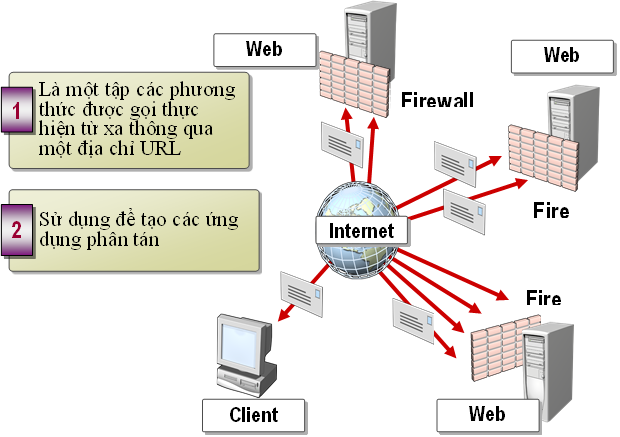 Web
Web
1
Là một tập các phương
thức được gọi thực
hiện từ xa thông qua
một địa chỉ URL
Firewall
2
Sử dụng để tạo các ứng
dụng phân tán
Fire
Internet
Fire
Client
Web